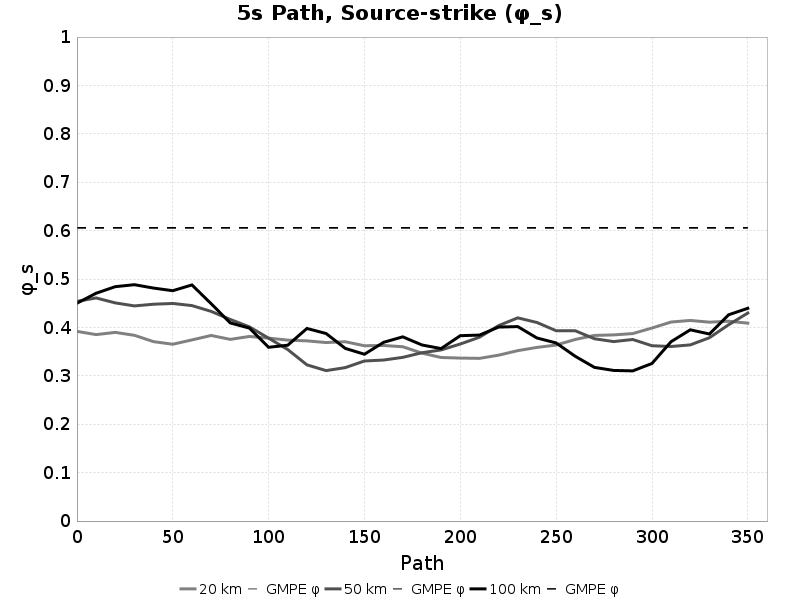 5s Path, Source-strike (φ_s)
1
0.9
0.8
0.7
0.6
0.5
0.4
0.3
0.2
0.1
0
φ_s
0 50 100 150 200 250 300 350
Path
20 km GMPE φ 50 km GMPE φ 100 km GMPE φ